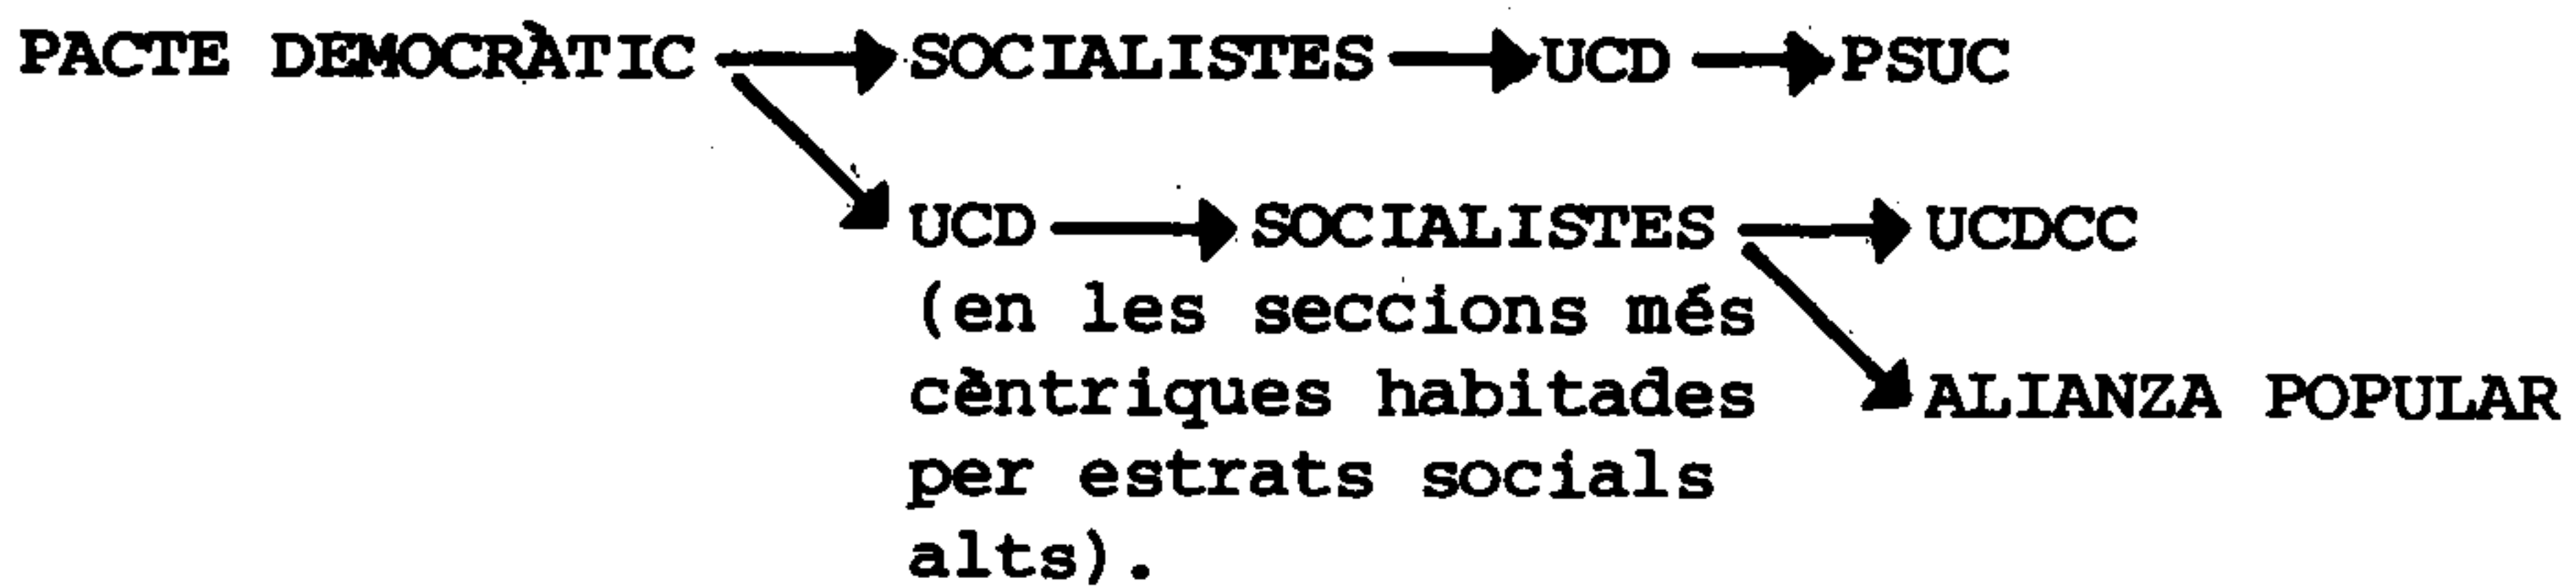 PACTE DEMOCRÀTIC SOCIALISTES UCD PSUC
UCD SOCIALISTES UCDCC
(en les seccions més
cèntriques habitades ALIANZA POPULAR
per estrats socials
alts).